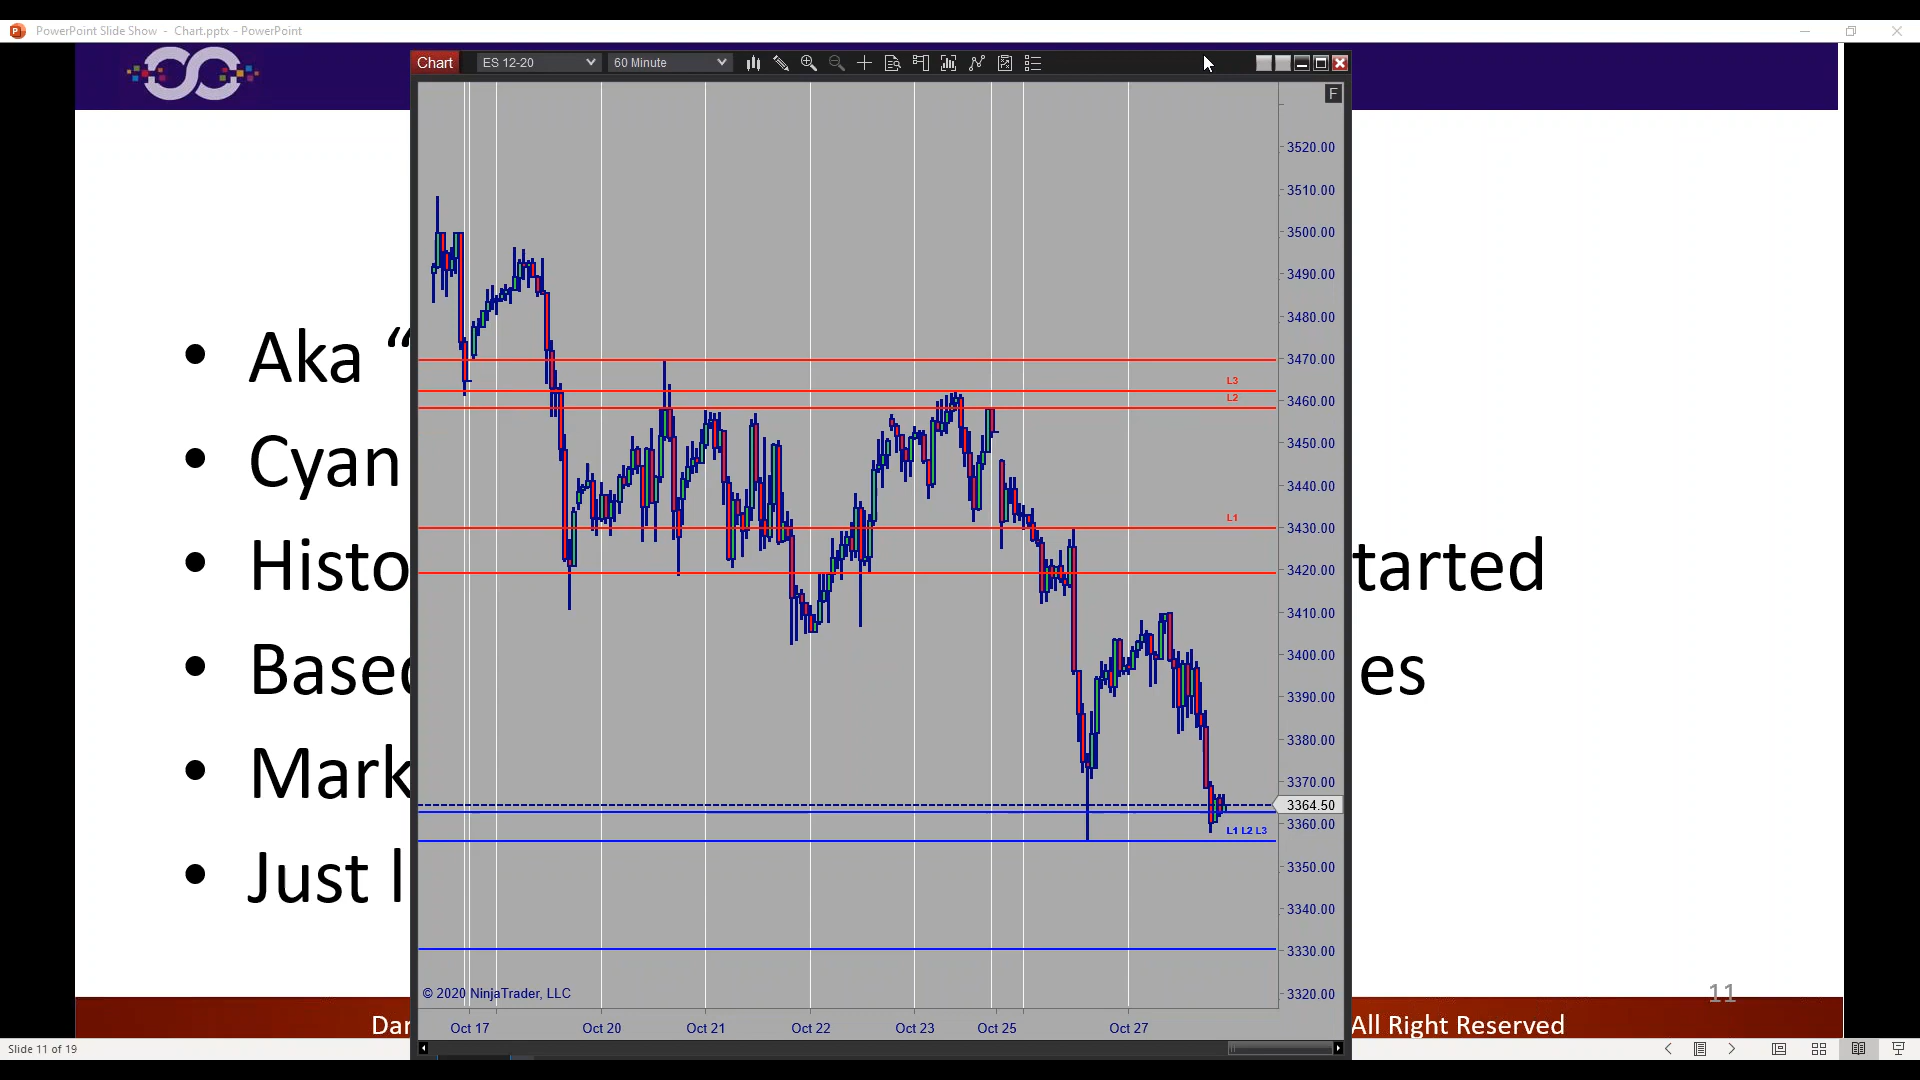 PowerPoint Slide Show - Chart.pptx - PowerPoint
Chart
ES 12-20
60 Minute
F
3520.00
3510.00
3500.00
3490.00
3480.00
3470.00
L3
L2
3460.00
3450.00
3440.00
L1
3430.00
3420.00
3410.00
3400.00
3390.00
3380.00
3370.00
3364.50
3360.00
L1 L2 L3
3350.00
3340.00
3330.00
3320.00
© 2020 NinjaTrader, LLC
Oct 17
Oct 20
Oct 21
Oct 22
Oct 23
Oct 25
Oct 27
• Aka “
• Cyan
• Histo
tarted
• Based
es
• Mark
• Just l
11
Dar
All Right Reserved
Slide 11 of 19